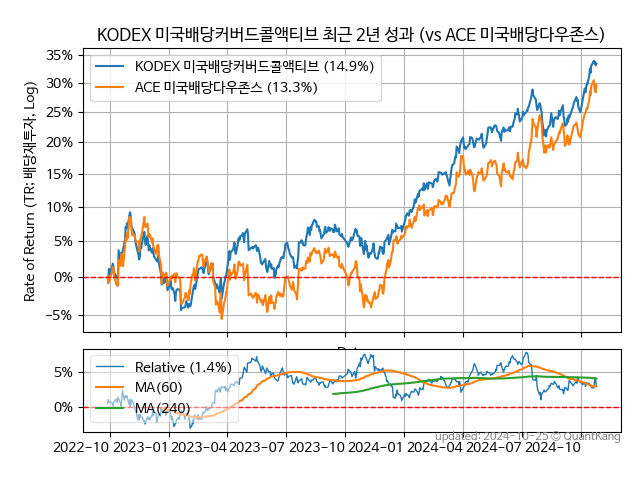 KODEX 미국배당커버드콜액티브 최근 2년 성과 (vs ACE 미국배당다우존스)
Rate of Return (TR: 배당재투자, Log)
35%
30%
25%
20%
15%
10%
5%
0%
−5%
KODEX 미국배당커버드콜액티브 (14.9%)
ACE 미국배당다우존스 (13.3%)
5%
0%
Relative (1.4%)
MA(60)
MA(240)
updated: 2024-10-25 © QuantKang
2022-10 2023-01 2023-04 2023-07 2023-10 2024-01 2024-04 2024-07 2024-10